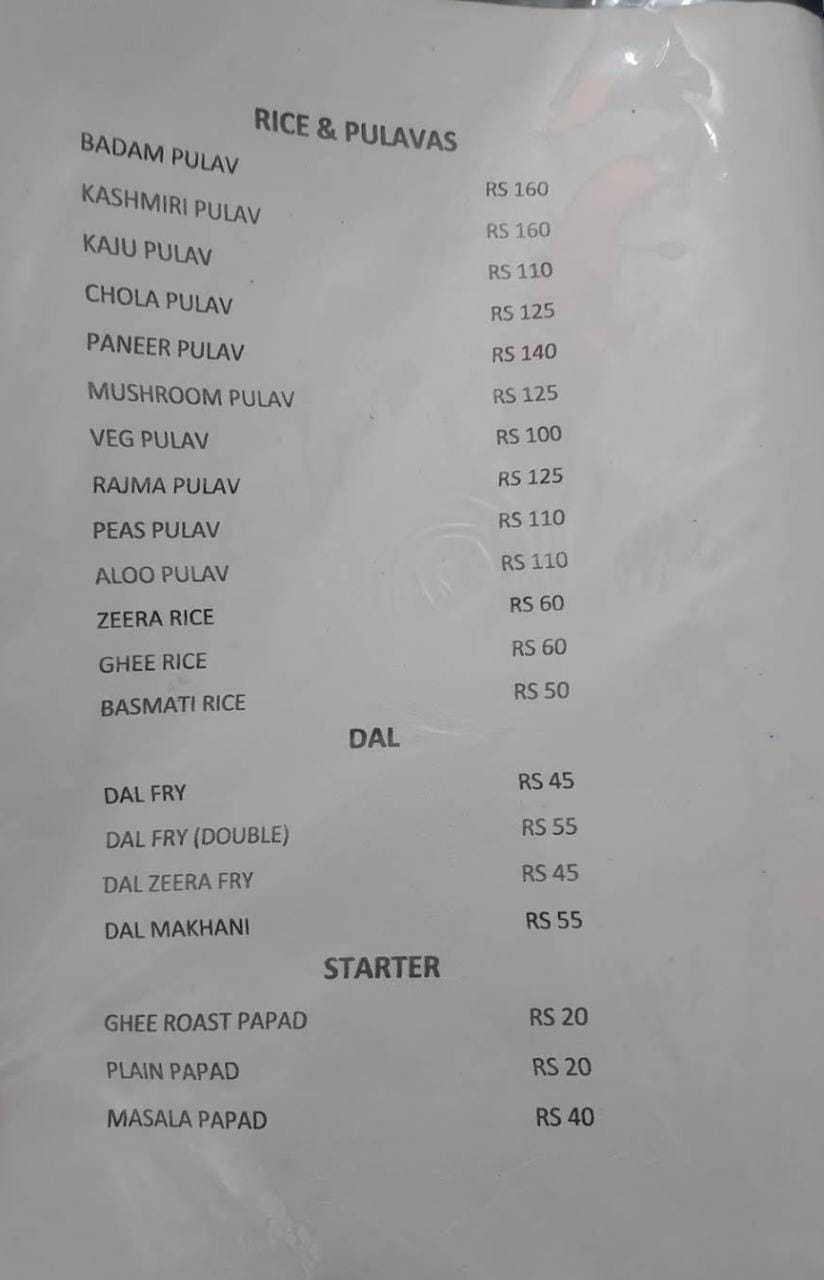 RICE & PULAVAS
BADAM PULAV RS 160
KASHMIRI PULAV RS 160
KAJU PULAV RS 110
CHOLA PULAV RS 125
PANEER PULAV RS 140
MUSHROOM PULAV RS 125
VEG PULAV RS 100
RAJMA PULAV RS 125
PEAS PULAV RS 110
ALOO PULAV RS 110
ZEERA RICE RS 60
GHEE RICE RS 60
BASMATI RICE RS 50
DAL
DAL FRY RS 45
DAL FRY (DOUBLE) RS 55
DAL ZEERA FRY RS 45
DAL MAKHANI RS 55
STARTER
GHEE ROAST PAPAD RS 20
PLAIN PAPAD RS 20
MASALA PAPAD RS 40